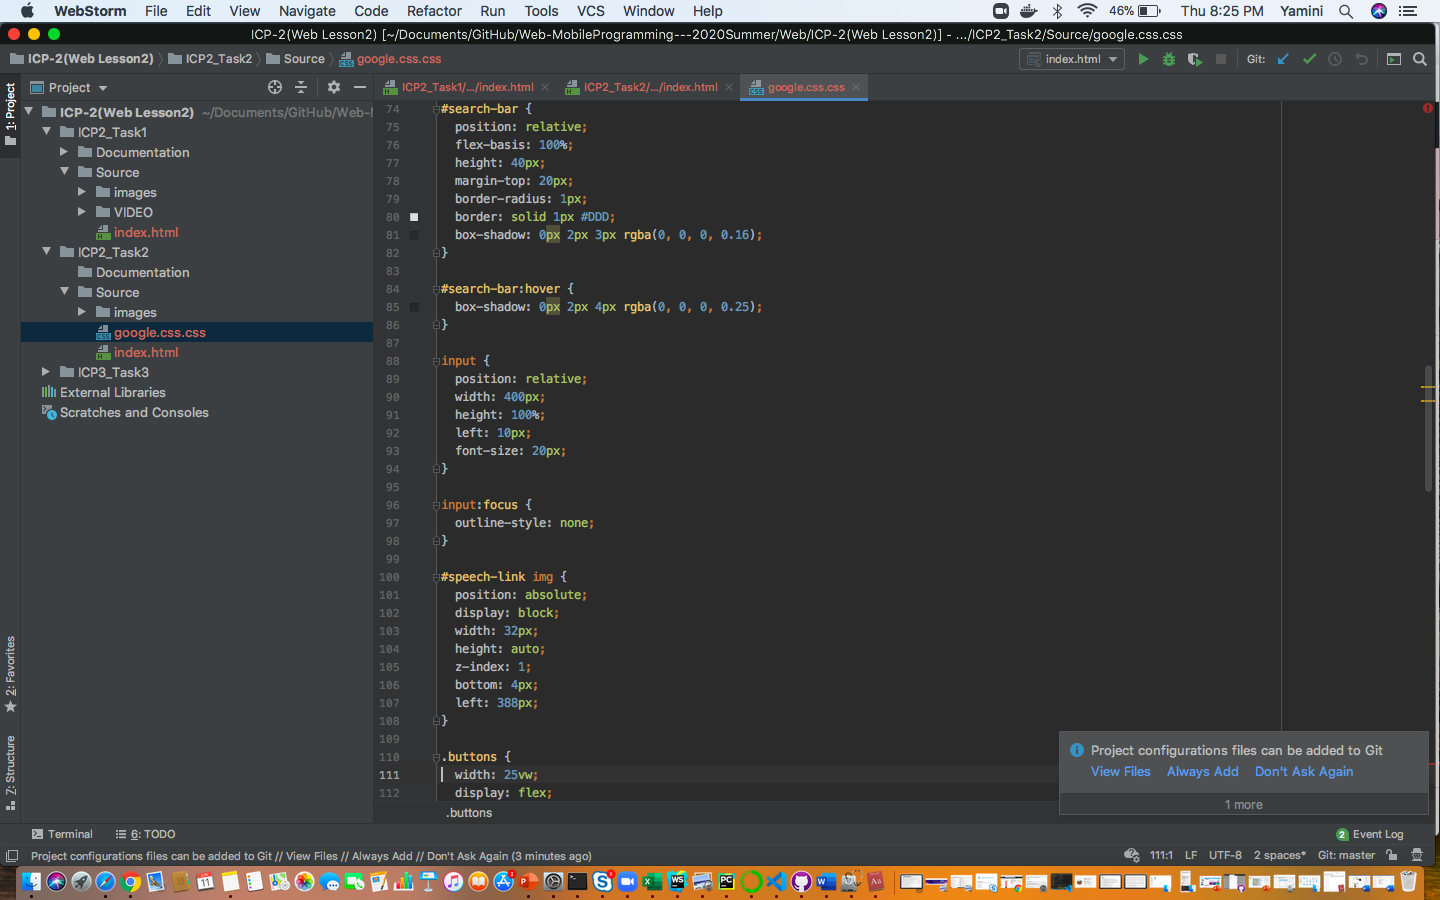 WebStorm File Edit View Navigate Code Refactor Run Tools VCS Window Help 46% Thu 8:25 PM Yamini
ICP-2(Web Lesson2) [~/Documents/GitHub/Web-MobileProgramming---2020Summer/Web/ICP-2(Web Lesson2)] - .../ICP2_Task2/Source/google.css.css
ICP-2(Web Lesson2) ICP2_Task2 Source google.css.css index.html Git:
Project ICP2_Task1/.../index.html ICP2_Task2/.../index.html google.css.css
1: Project
ICP-2(Web Lesson2) ~/Documents/GitHub/Web-
ICP2_Task1
Documentation
Source
images
VIDEO
index.html
ICP2_Task2
Documentation
Source
images
google.css.css
index.html
ICP3_Task3
External Libraries
Scratches and Consoles
2: Favorites
7: Structure
74 #search-bar {
75 position: relative;
76 flex-basis: 100%;
77 height: 40px;
78 margin-top: 20px;
79 border-radius: 1px;
80 border: solid 1px #DDD;
81 box-shadow: 0px 2px 3px rgba(0, 0, 0, 0.16);
82 }
83
84 #search-bar:hover {
85 box-shadow: 0px 2px 4px rgba(0, 0, 0, 0.25);
86 }
87
88 input {
89 position: relative;
90 width: 400px;
91 height: 100%;
92 left: 10px;
93 font-size: 20px;
94 }
95
96 input:focus {
97 outline-style: none;
98 }
99
100 #speech-link img {
101 position: absolute;
102 display: block;
103 width: 32px;
104 height: auto;
105 z-index: 1;
106 bottom: 4px;
107 left: 388px;
108 }
109
110 .buttons {
111 width: 25vw;
112 display: flex;
.buttons
Project configurations files can be added to Git
View Files Always Add Don't Ask Again
1 more
Terminal 6: TODO 2 Event Log
Project configurations files can be added to Git // View Files // Always Add // Don't Ask Again (3 minutes ago) 111:1 LF UTF-8 2 spaces* Git: master